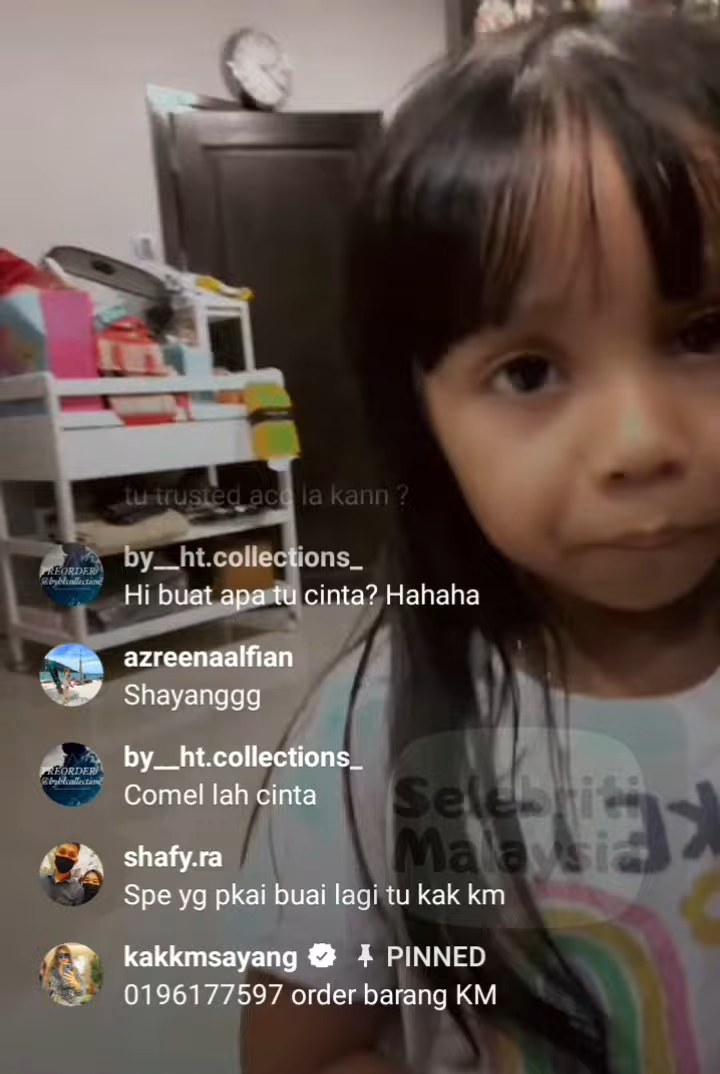 tu trusted acc la kann ?
by__ht.collections_
Hi buat apa tu cinta? Hahaha
azreenaalfian
Shayanggg
by__ht.collections_
Comel lah cinta
Selebriti
Malaysia
shafy.ra
Spe yg pkai buai lagi tu kak km
kakkmsayang PINNED
0196177597 order barang KM